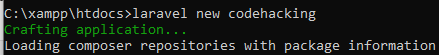 C:\xampp\htdocs>laravel new codehacking
Crafting application...
Loading composer repositories with package information